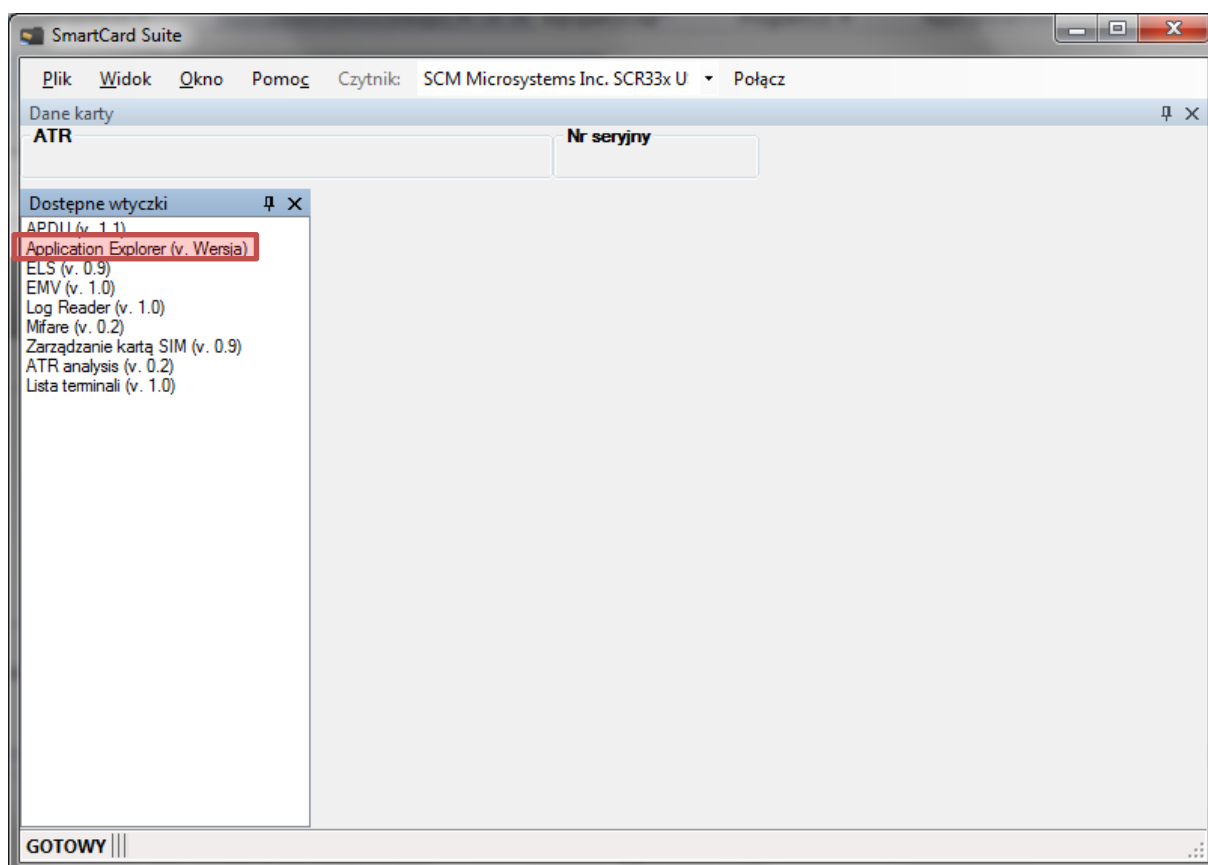 SmartCard Suite
Plik Widok Okno Pomoc Czytnik: SCM Microsystems Inc. SCR33x U Połącz
Dane karty
ATR Nr seryjny
Dostępne wtyczki
APDU (v. 1.1)
Application Explorer (v. Wersja)
ELS (v. 0.9)
EMV (v. 1.0)
Log Reader (v. 1.0)
Mifare (v. 0.2)
Zarządzanie kartą SIM (v. 0.9)
ATR analysis (v. 0.2)
Lista terminali (v. 1.0)
GOTOWY